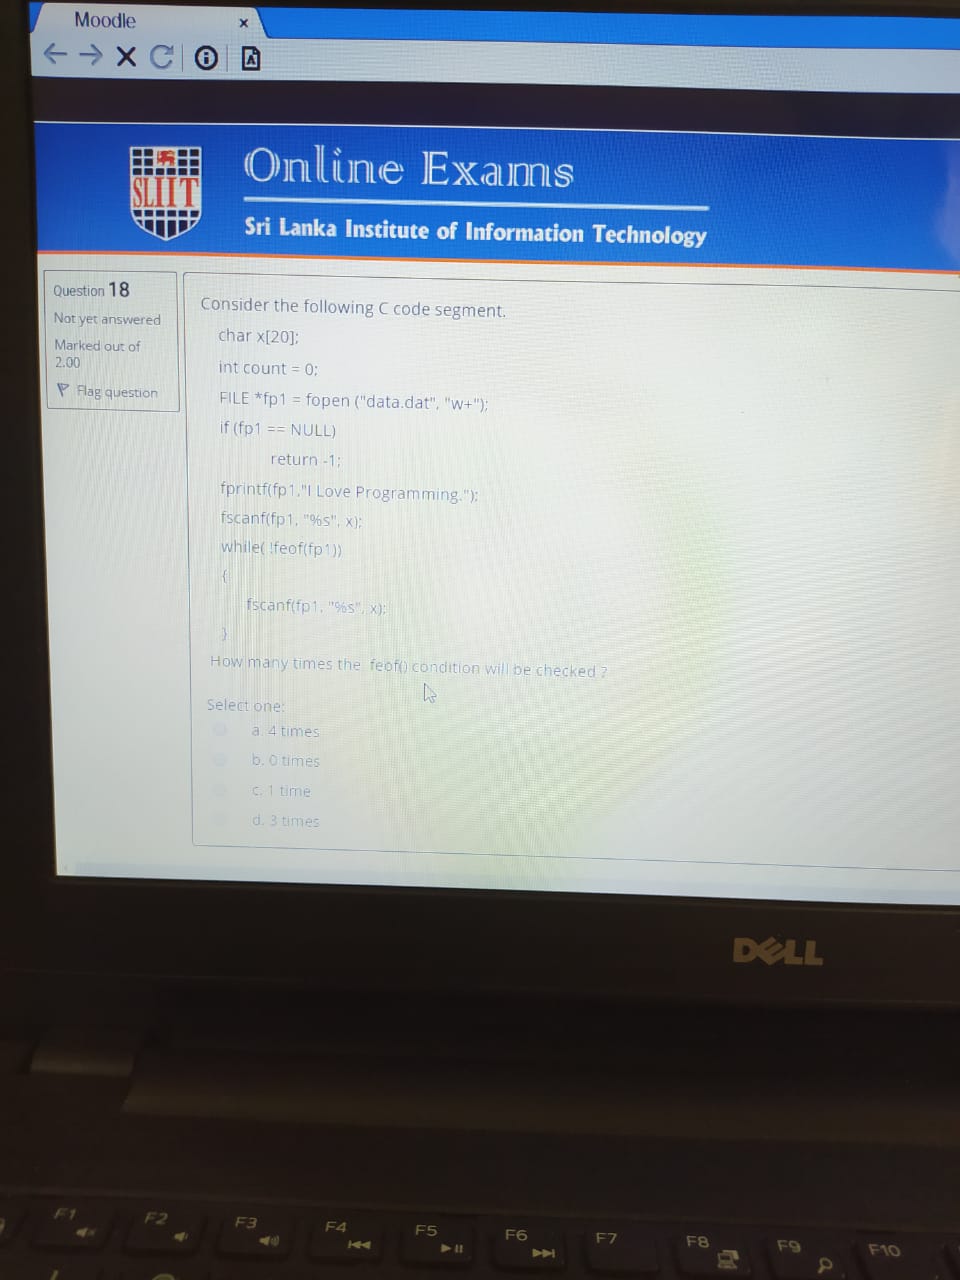 Moodle
SLIIT
Online Exams
Sri Lanka Institute of Information Technology
Question 18
Not yet answered
Marked out of
2.00
Flag question
Consider the following C code segment.
char x[20];
int count = 0;
FILE *fp1 = fopen ("data.dat", "w+");
if (fp1 == NULL)
return -1;
fprintf(fp1,"I Love Programming.");
fscanf(fp1, "%s", x);
while( !feof(fp1))
{
fscanf(fp1, "%s", x);
}
How many times the feof() condition will be checked ?
Select one:
a. 4 times
b. 0 times
c. 1 time
d. 3 times
DELL
F1 F2 F3 F4 F5 F6 F7 F8 F9 F10